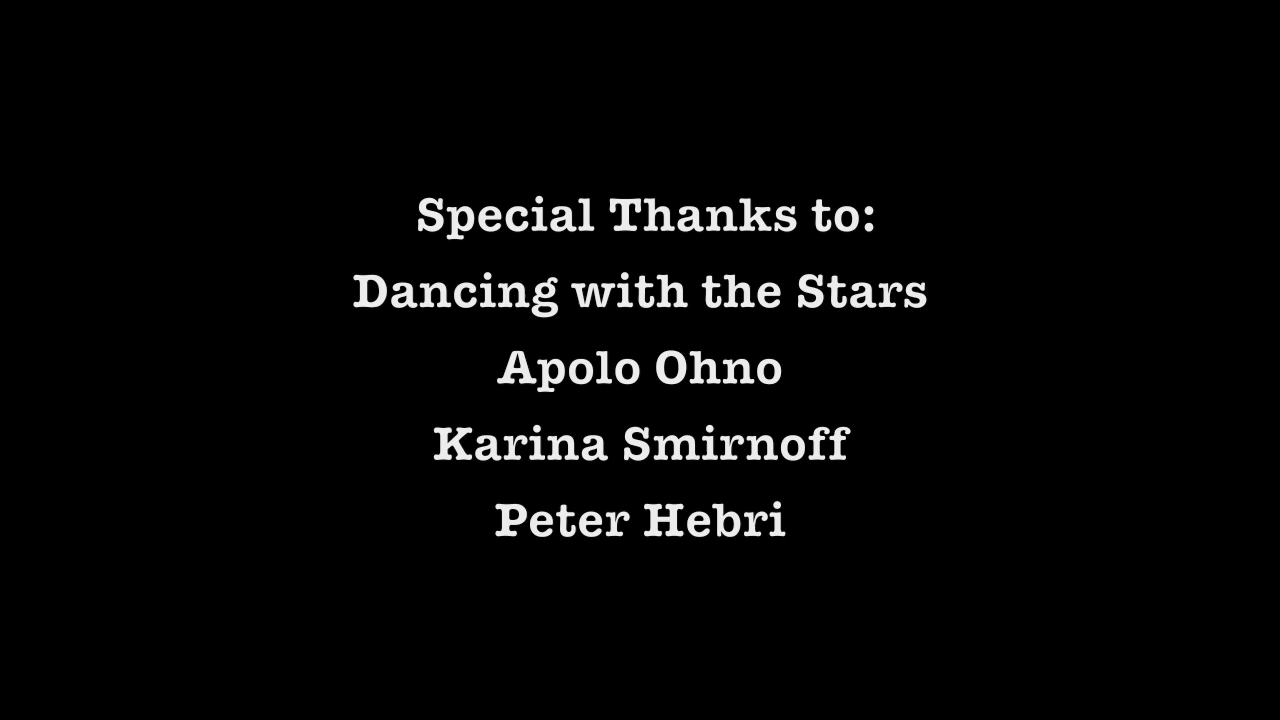 Special Thanks to:
Dancing with the Stars
Apolo Ohno
Karina Smirnoff
Peter Hebri